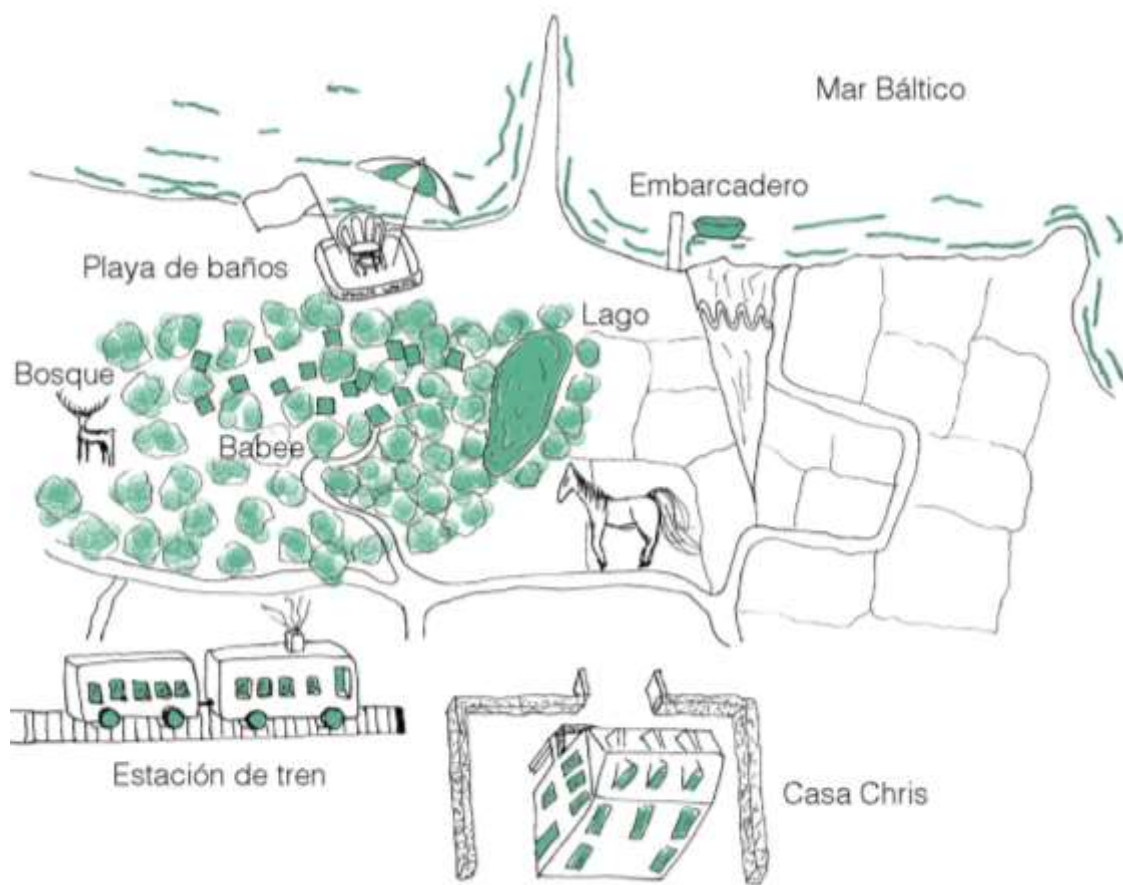 Mar Báltico
Embarcadero
Playa de baños
Lago
Bosque
Babee
Estación de tren
Casa Chris